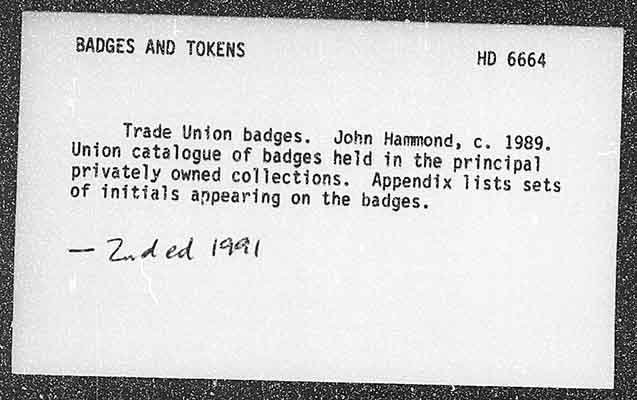 BADGES AND TOKENS
HD 6664
Trade Union badges. John Hammond, c. 1989.
Union catalogue of badges held in the principal
privately owned collections. Appendix lists sets
of initials appearing on the badges.
— 2nd ed 1991